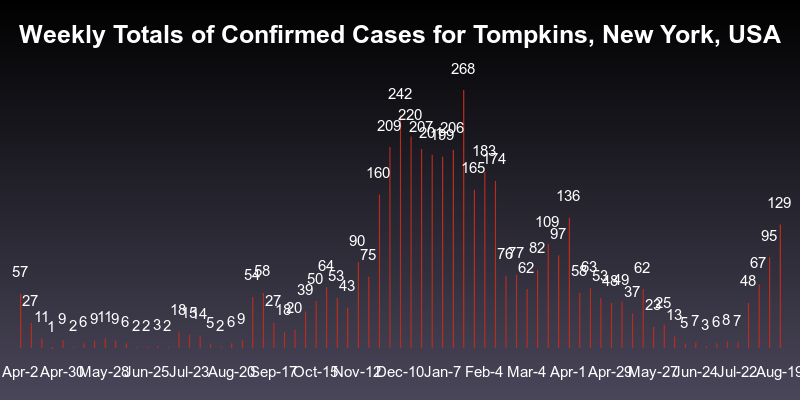 Weekly Totals of Confirmed Cases for Tompkins, New York, USA
57 27 11 1 9 2 6 9 11 9 6 2 2 3 2 18 15 14 5 2 6 9 54 58 27 18 20 39 50 64 53 43 90 75 160 209 242 220 207 199 206 268 165 183 174 76 77 62 82 109 97 136 58 63 53 48 49 37 62 23 25 13 5 7 3 6 8 7 48 67 95 129
Apr-2 Apr-30 May-28 Jun-25 Jul-23 Aug-20 Sep-17 Oct-15 Nov-12 Dec-10 Jan-7 Feb-4 Mar-4 Apr-1 Apr-29 May-27 Jun-24 Jul-22 Aug-19